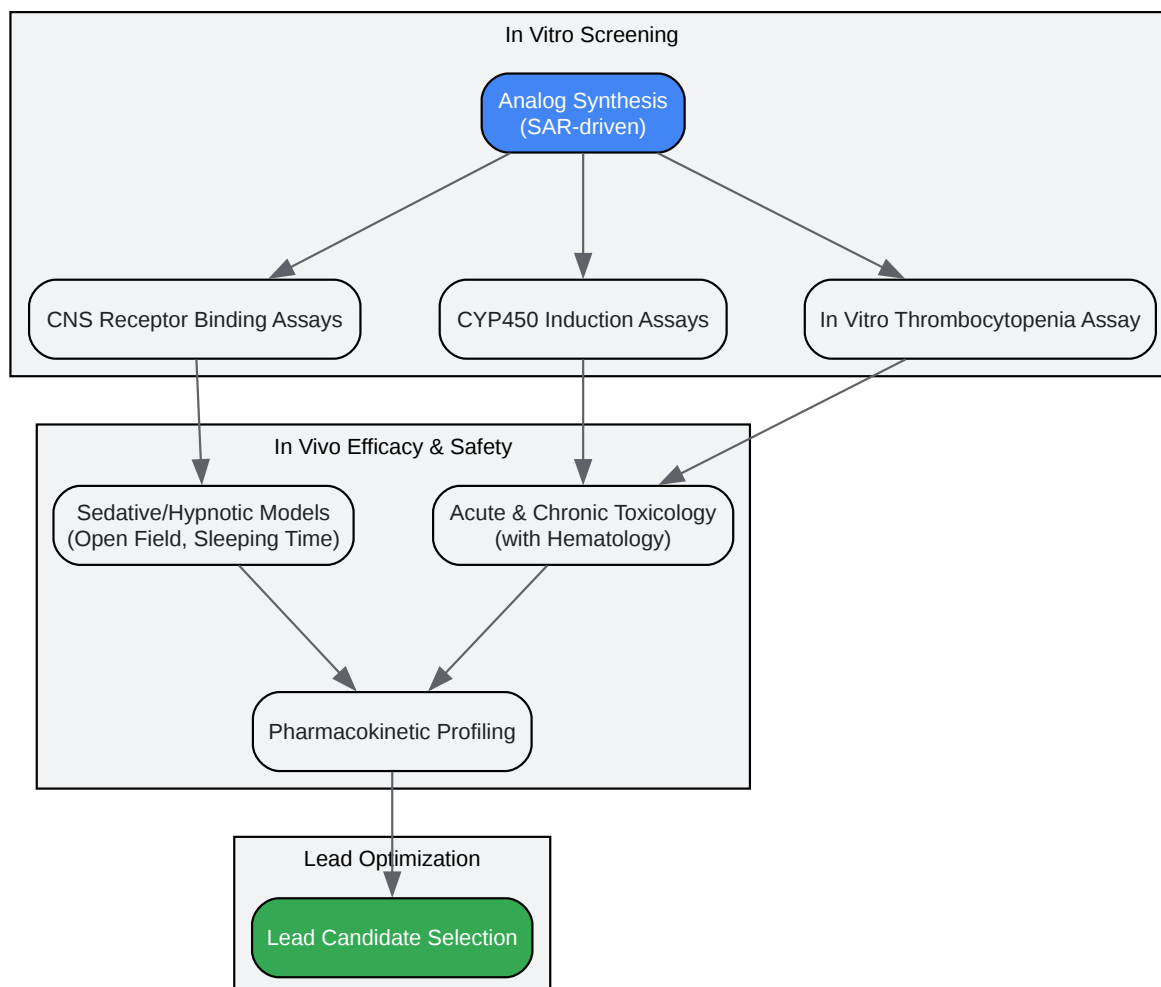 In Vitro Screening
Analog Synthesis
(SAR-driven)
CNS Receptor Binding Assays
CYP450 Induction Assays
In Vitro Thrombocytopenia Assay
In Vivo Efficacy & Safety
Sedative/Hypnotic Models
(Open Field, Sleeping Time)
Acute & Chronic Toxicology
(with Hematology)
Pharmacokinetic Profiling
Lead Optimization
Lead Candidate Selection